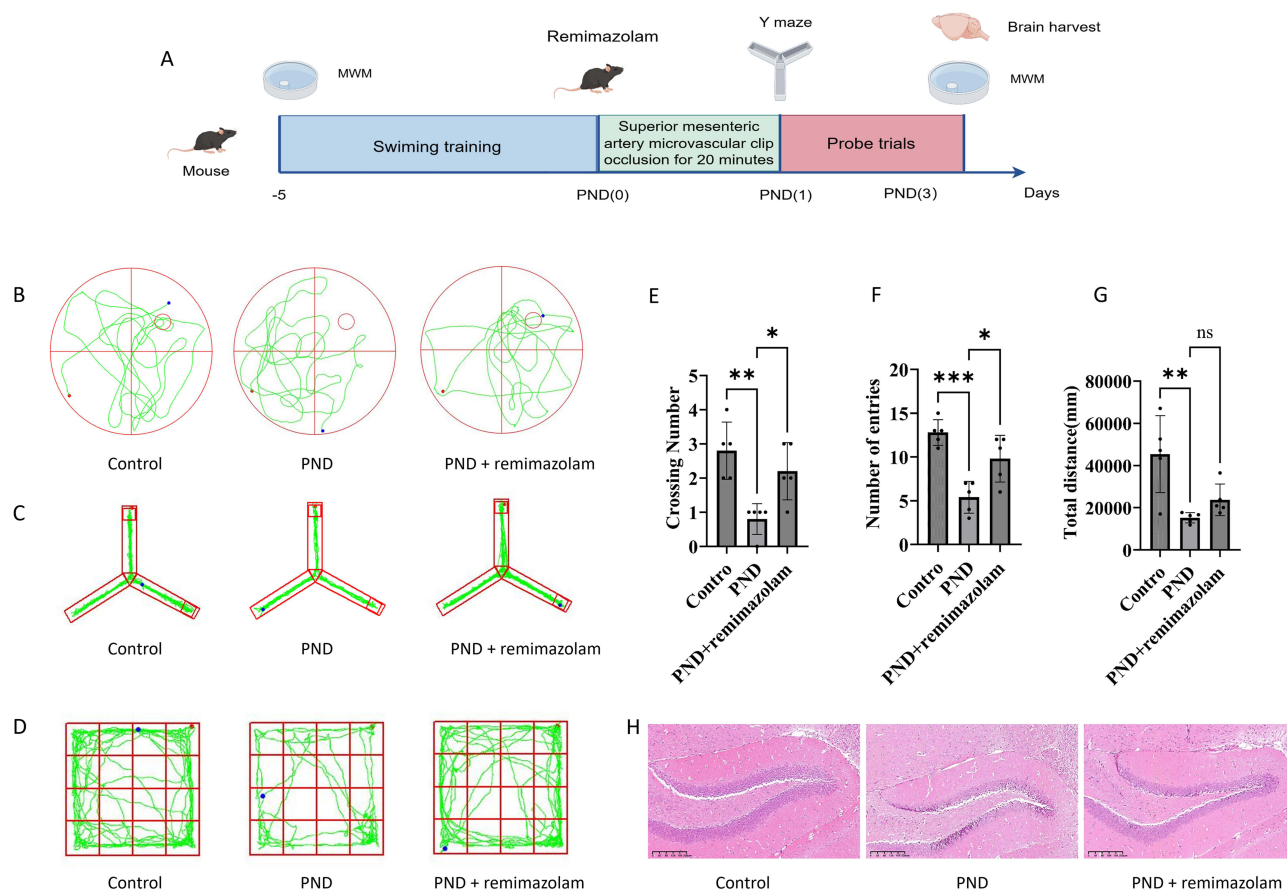 A
MWM
Remimazolam
Y maze
Brain harvest
MWM
Mouse
Swiming training
Superior mesenteric
artery microvascular clip
occlusion for 20 minutes
Probe trials
-5
PND(0)
PND(1)
PND(3)
Days
B
Control
PND
PND + remimazolam
C
Control
PND
PND + remimazolam
D
Control
PND
PND + remimazolam
E
Crossing Number
4
3
2
1
0
**
*
Contro
PND
PND+remimazolam
F
Number of entries
20
15
10
5
0
***
*
Contro
PND
PND+remimazolam
G
Total distance(mm)
80000
60000
40000
20000
0
**
ns
Contro
PND
PND+remimazolam
H
Control
PND
PND + remimazolam